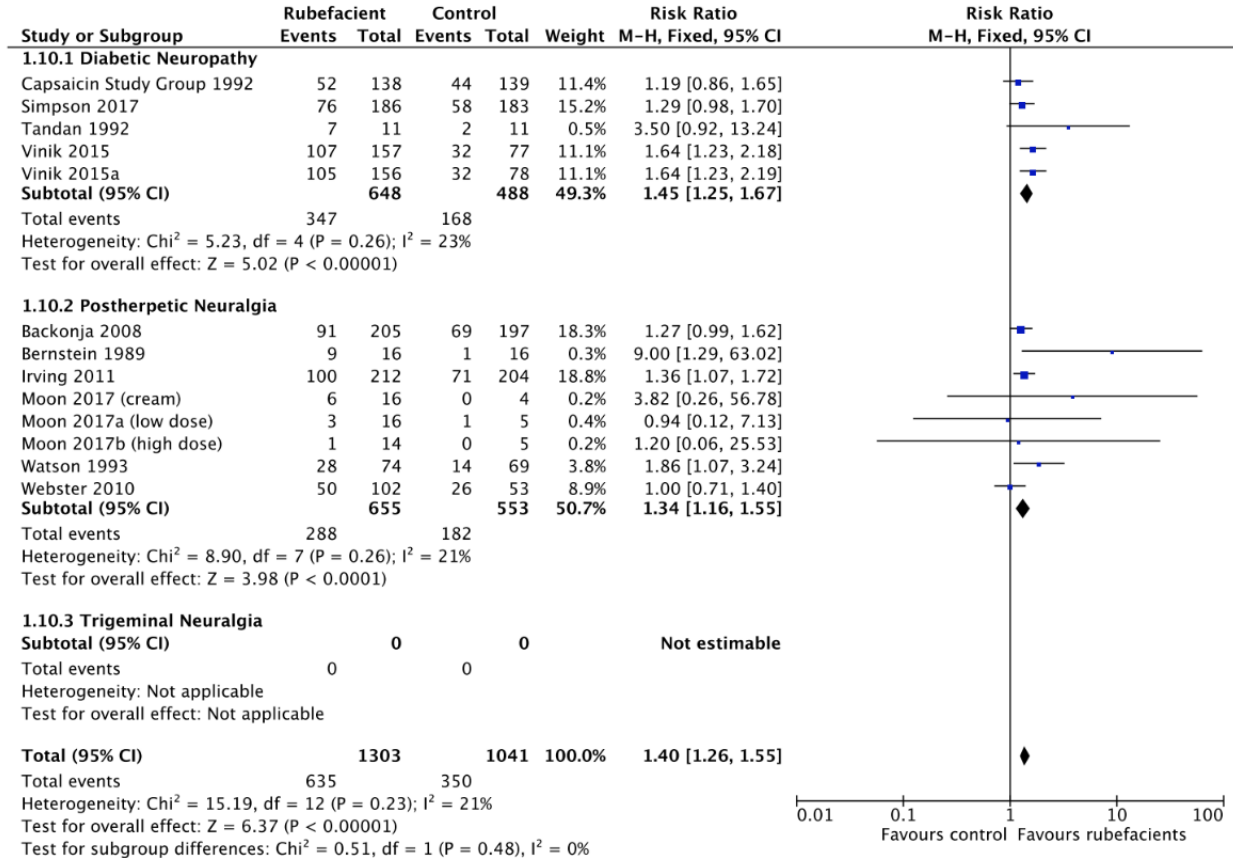 Rubefacient Control Risk Ratio Risk Ratio
Study or Subgroup Events Total Events Total Weight M-H, Fixed, 95% CI M-H, Fixed, 95% CI
1.10.1 Diabetic Neuropathy
Capsaicin Study Group 1992 52 138 44 139 11.4% 1.19 [0.86, 1.65]
Simpson 2017 76 186 58 183 15.2% 1.29 [0.98, 1.70]
Tandan 1992 7 11 2 11 0.5% 3.50 [0.92, 13.24]
Vinik 2015 107 157 32 77 11.1% 1.64 [1.23, 2.18]
Vinik 2015a 105 156 32 78 11.1% 1.64 [1.23, 2.19]
Subtotal (95% CI) 648 488 49.3% 1.45 [1.25, 1.67]
Total events 347 168
Heterogeneity: Chi² = 5.23, df = 4 (P = 0.26); I² = 23%
Test for overall effect: Z = 5.02 (P < 0.00001)
1.10.2 Postherpetic Neuralgia
Backonja 2008 91 205 69 197 18.3% 1.27 [0.99, 1.62]
Bernstein 1989 9 16 1 16 0.3% 9.00 [1.29, 63.02]
Irving 2011 100 212 71 204 18.8% 1.36 [1.07, 1.72]
Moon 2017 (cream) 6 16 0 4 0.2% 3.82 [0.26, 56.78]
Moon 2017a (low dose) 3 16 1 5 0.4% 0.94 [0.12, 7.13]
Moon 2017b (high dose) 1 14 0 5 0.2% 1.20 [0.06, 25.53]
Watson 1993 28 74 14 69 3.8% 1.86 [1.07, 3.24]
Webster 2010 50 102 26 53 8.9% 1.00 [0.71, 1.40]
Subtotal (95% CI) 655 553 50.7% 1.34 [1.16, 1.55]
Total events 288 182
Heterogeneity: Chi² = 8.90, df = 7 (P = 0.26); I² = 21%
Test for overall effect: Z = 3.98 (P < 0.0001)
1.10.3 Trigeminal Neuralgia
Subtotal (95% CI) 0 0 Not estimable
Total events 0 0
Heterogeneity: Not applicable
Test for overall effect: Not applicable
Total (95% CI) 1303 1041 100.0% 1.40 [1.26, 1.55]
Total events 635 350
Heterogeneity: Chi² = 15.19, df = 12 (P = 0.23); I² = 21%
Test for overall effect: Z = 6.37 (P < 0.00001)
Test for subgroup differences: Chi² = 0.51, df = 1 (P = 0.48), I² = 0%
0.01 0.1 1 10 100
Favours control Favours rubefacients